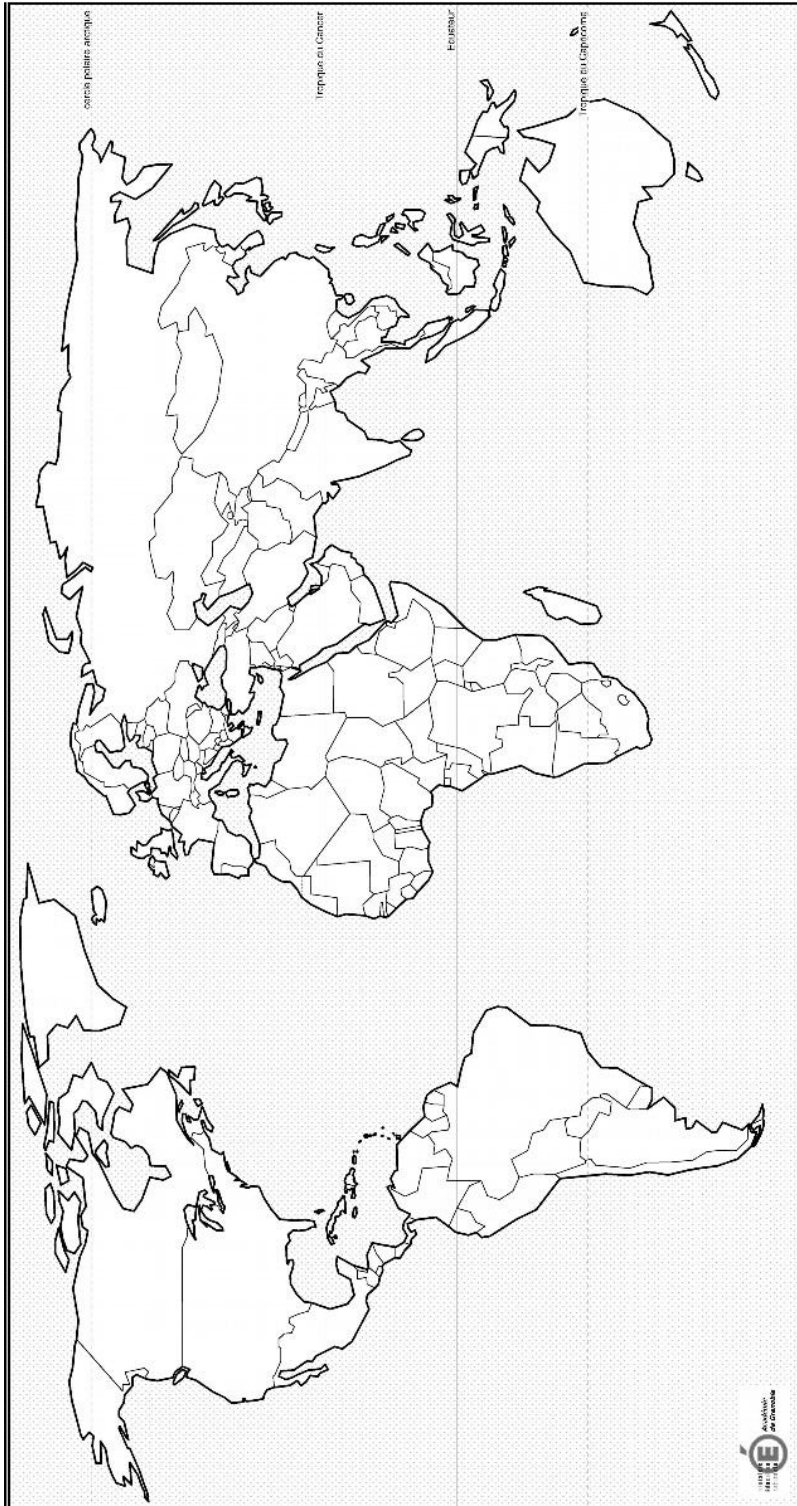 cercle polaire arctique
Tropique du Cancer
Equateur
Tropique du Capricorne
Académie
de Grenoble